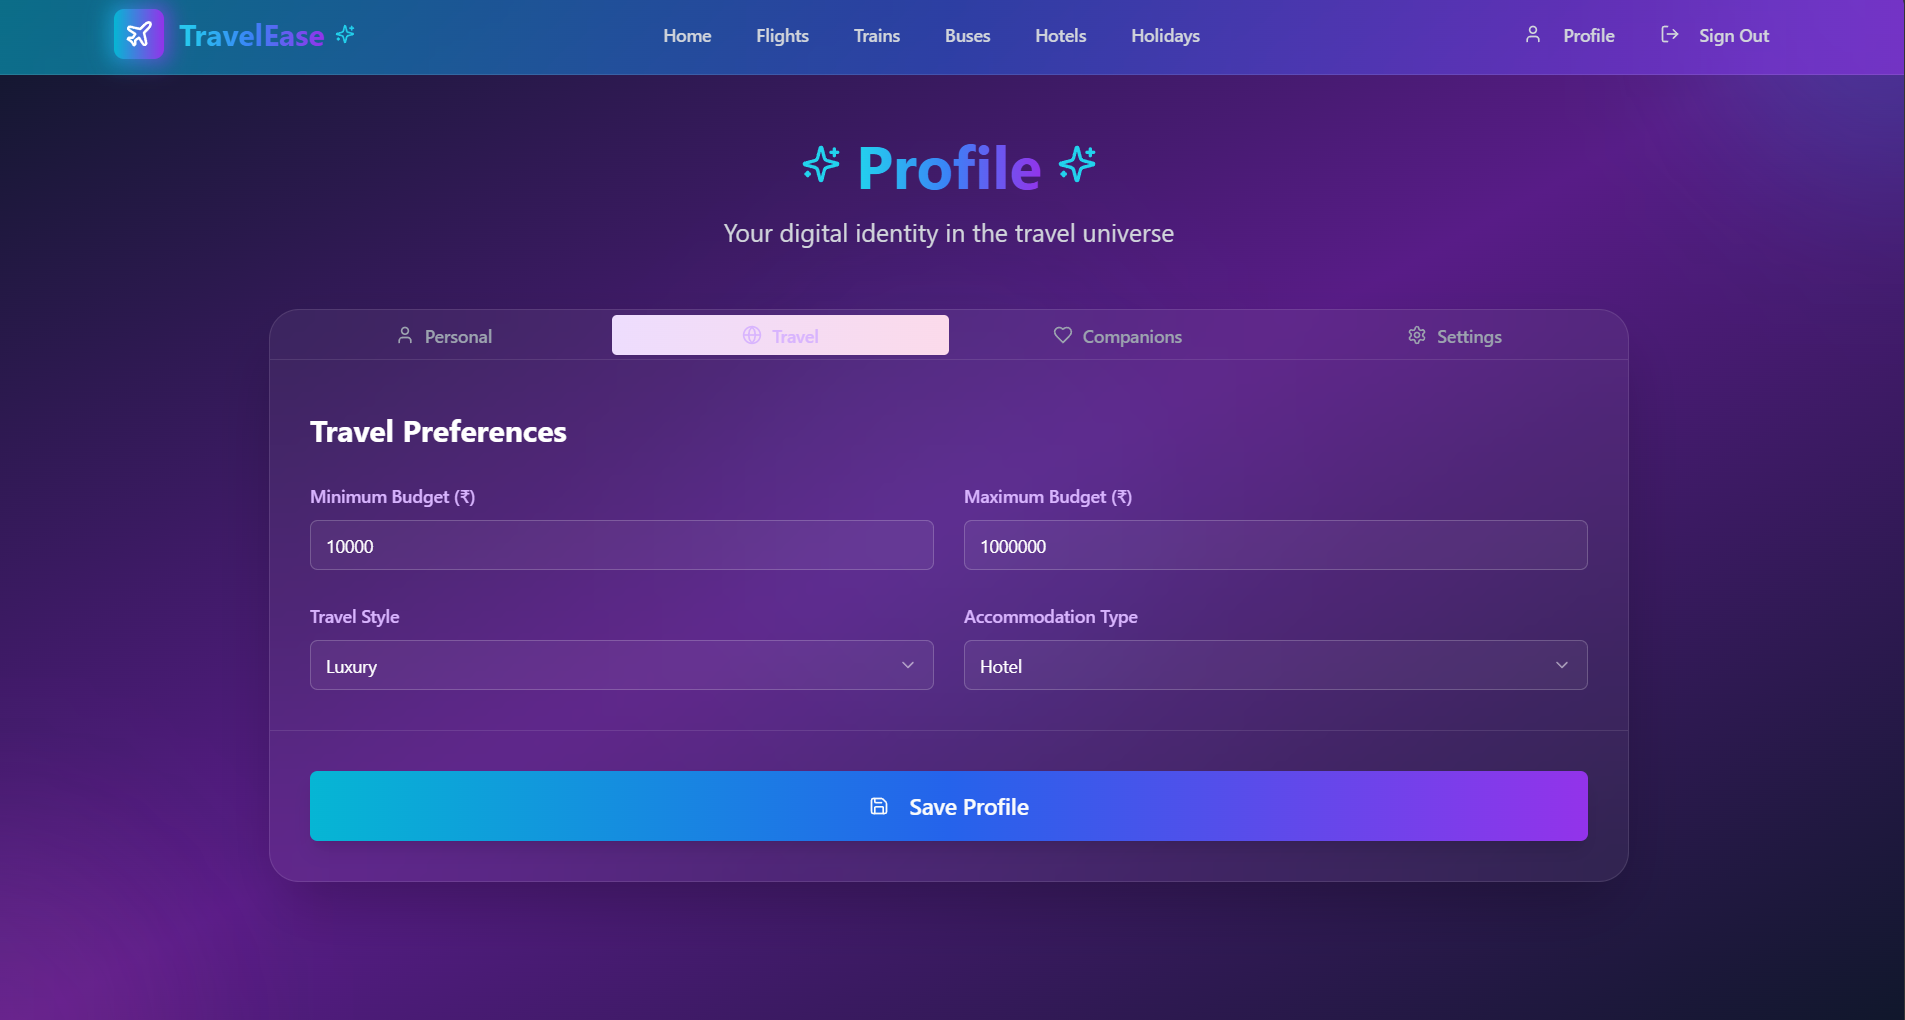 TravelEase
Home Flights Trains Buses Hotels Holidays
Profile Sign Out
Profile
Your digital identity in the travel universe
Personal Travel Companions Settings
Travel Preferences
Minimum Budget (₹) Maximum Budget (₹)
10000 1000000
Travel Style Accommodation Type
Luxury Hotel
Save Profile